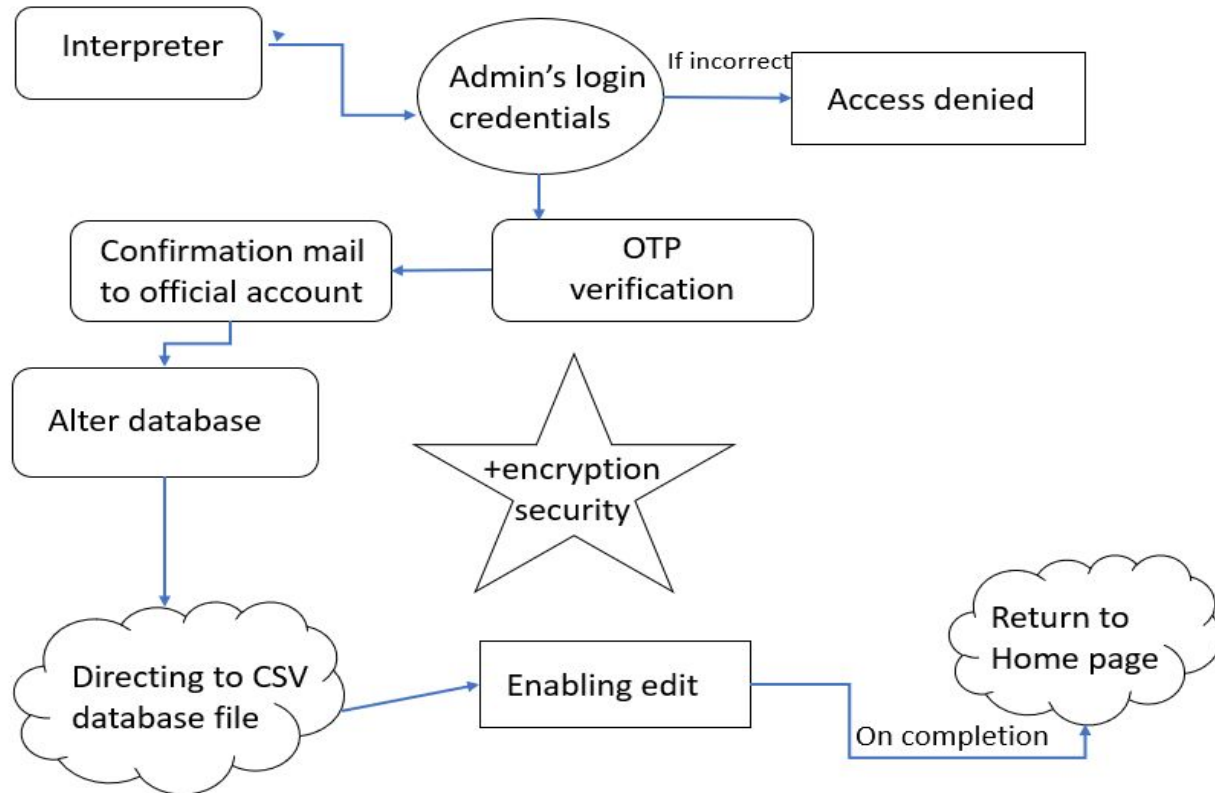 Interpreter
Admin's login
credentials
If incorrect
Access denied
OTP
verification
Confirmation mail
to official account
Alter database
+encryption
security
Directing to CSV
database file
Enabling edit
On completion
Return to
Home page